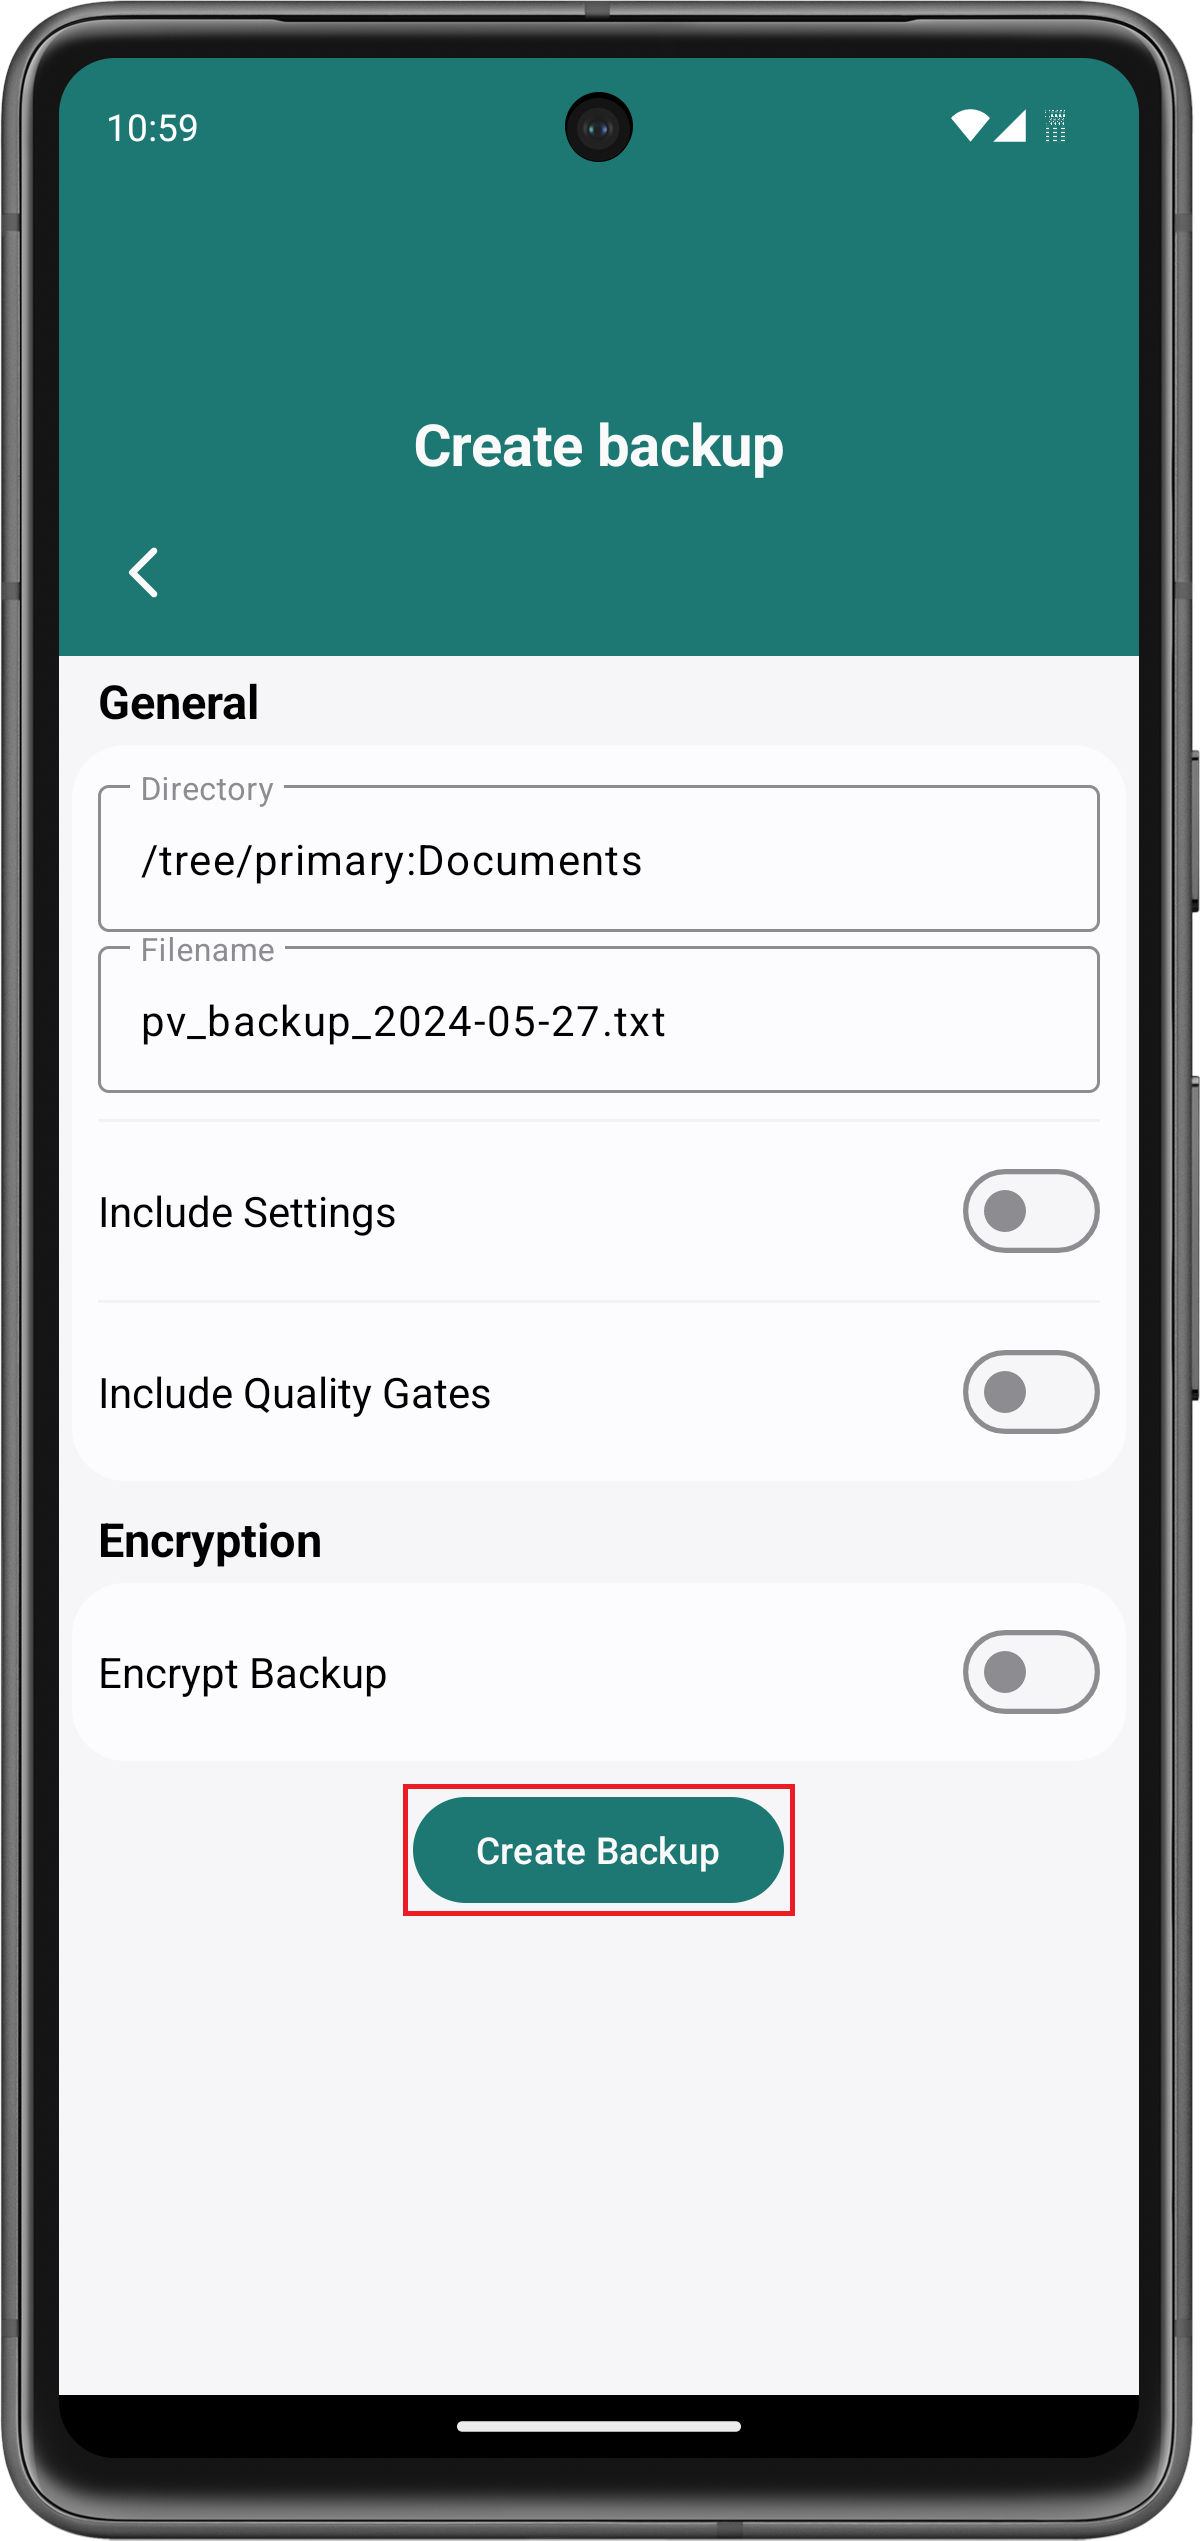 10:59
Create backup
General
Directory
/tree/primary:Documents
Filename
pv_backup_2024-05-27.txt
Include Settings
Include Quality Gates
Encryption
Encrypt Backup
Create Backup